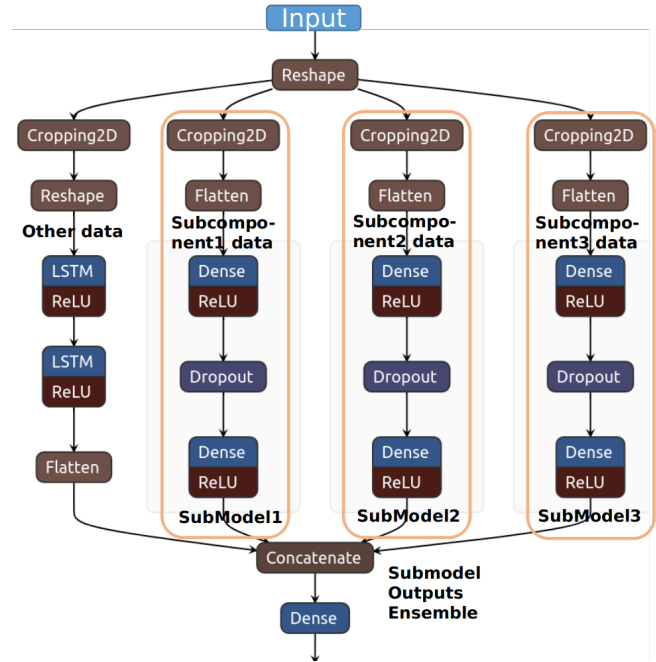 Input
Reshape
Cropping2D
Cropping2D
Cropping2D
Cropping2D
Reshape
Flatten
Flatten
Flatten
Other data
Subcompo-
nent1 data
Subcompo-
nent2 data
Subcompo-
nent3 data
LSTM
ReLU
Dense
ReLU
Dense
ReLU
Dense
ReLU
LSTM
ReLU
Dropout
Dropout
Dropout
Flatten
Dense
ReLU
Dense
ReLU
Dense
ReLU
SubModel1
SubModel2
SubModel3
Concatenate
Submodel
Outputs
Ensemble
Dense